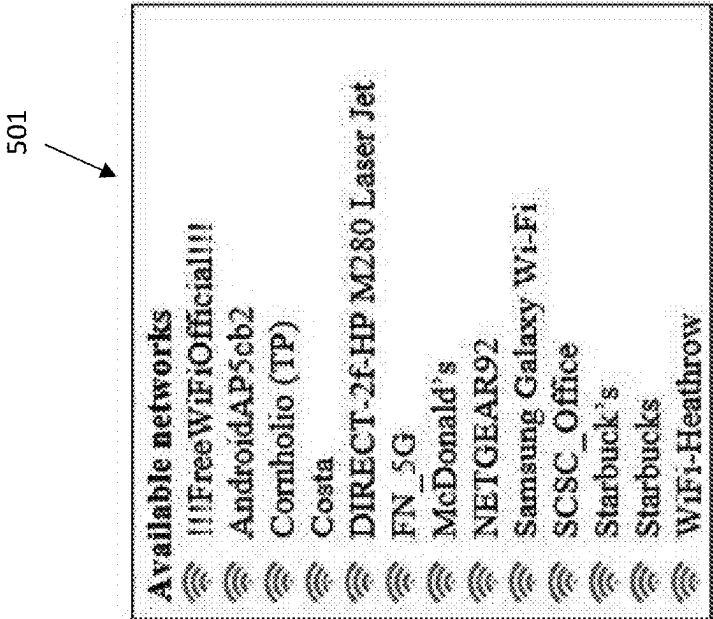 501
Available networks
!!!FreeWiFiOfficial!!!!
AndroidAP5cb2
Cornholio (TP)
Costa
DIRECT-2f-HP M280 Laser Jet
FN_5G
McDonald's
NETGEAR92
Samsung Galaxy Wi-Fi
SCSC_Office
Starbuck`s
Starbucks
WiFi-Heathrow